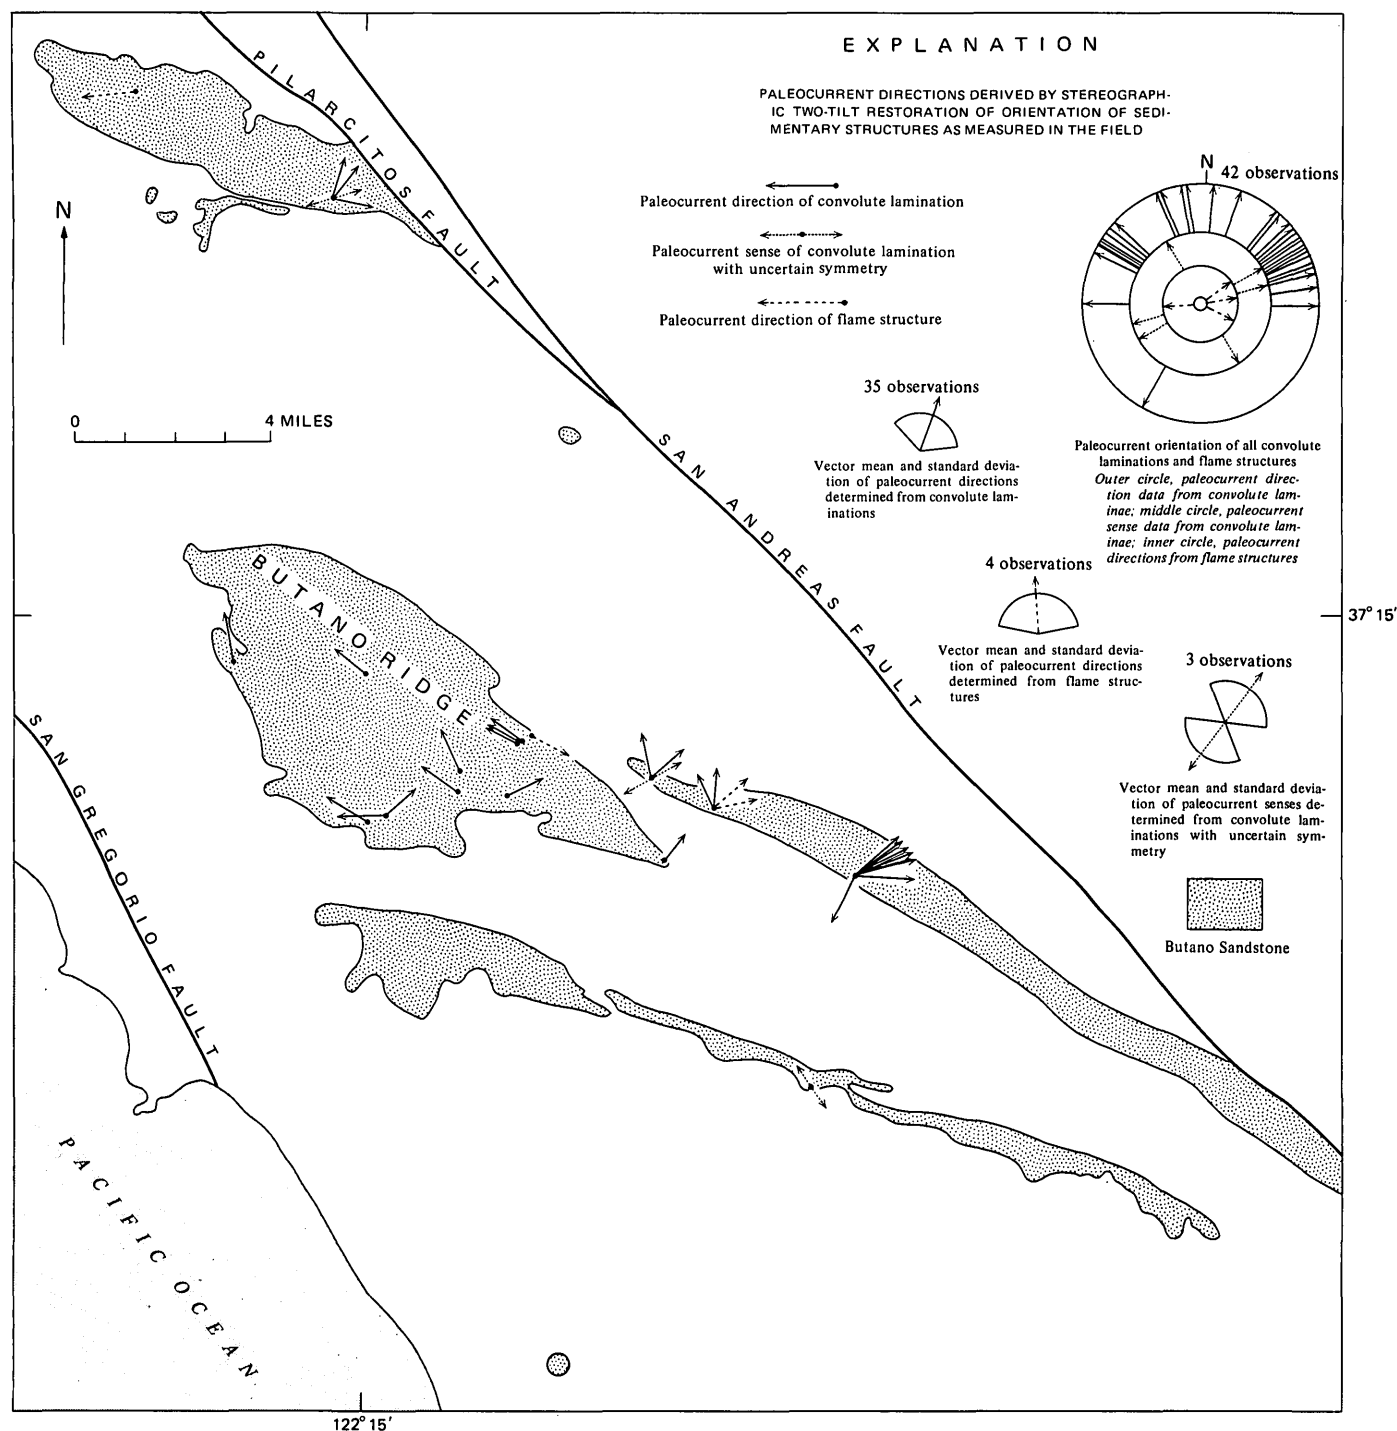 EXPLANATION
PALEOCURRENT DIRECTIONS DERIVED BY STEREOGRAPH-
IC TWO-TILT RESTORATION OF ORIENTATION OF SEDI-
MENTARY STRUCTURES AS MEASURED IN THE FIELD
Paleocurrent direction of convolute lamination
Paleocurrent sense of convolute lamination
with uncertain symmetry
Paleocurrent direction of flame structure
N
42 observations
Paleocurrent orientation of all convolute
laminations and flame structures
Outer circle, paleocurrent direc-
tion data from convolute lam-
inae; middle circle, paleocurrent
sense data from convolute lam-
inae; inner circle, paleocurrent
directions from flame structures
35 observations
Vector mean and standard devia-
tion of paleocurrent directions
determined from convolute lam-
inations
4 observations
Vector mean and standard devia-
tion of paleocurrent directions
determined from flame struc-
tures
3 observations
Vector mean and standard devia-
tion of paleocurrent senses de-
termined from convolute lam-
inations with uncertain sym-
metry
Butano Sandstone
PILARCITOS FAULT
N
0 4 MILES
SAN ANDREAS FAULT
BUTANO RIDGE
SAN GREGORIO FAULT
PACIFIC OCEAN
37° 15'
122° 15'